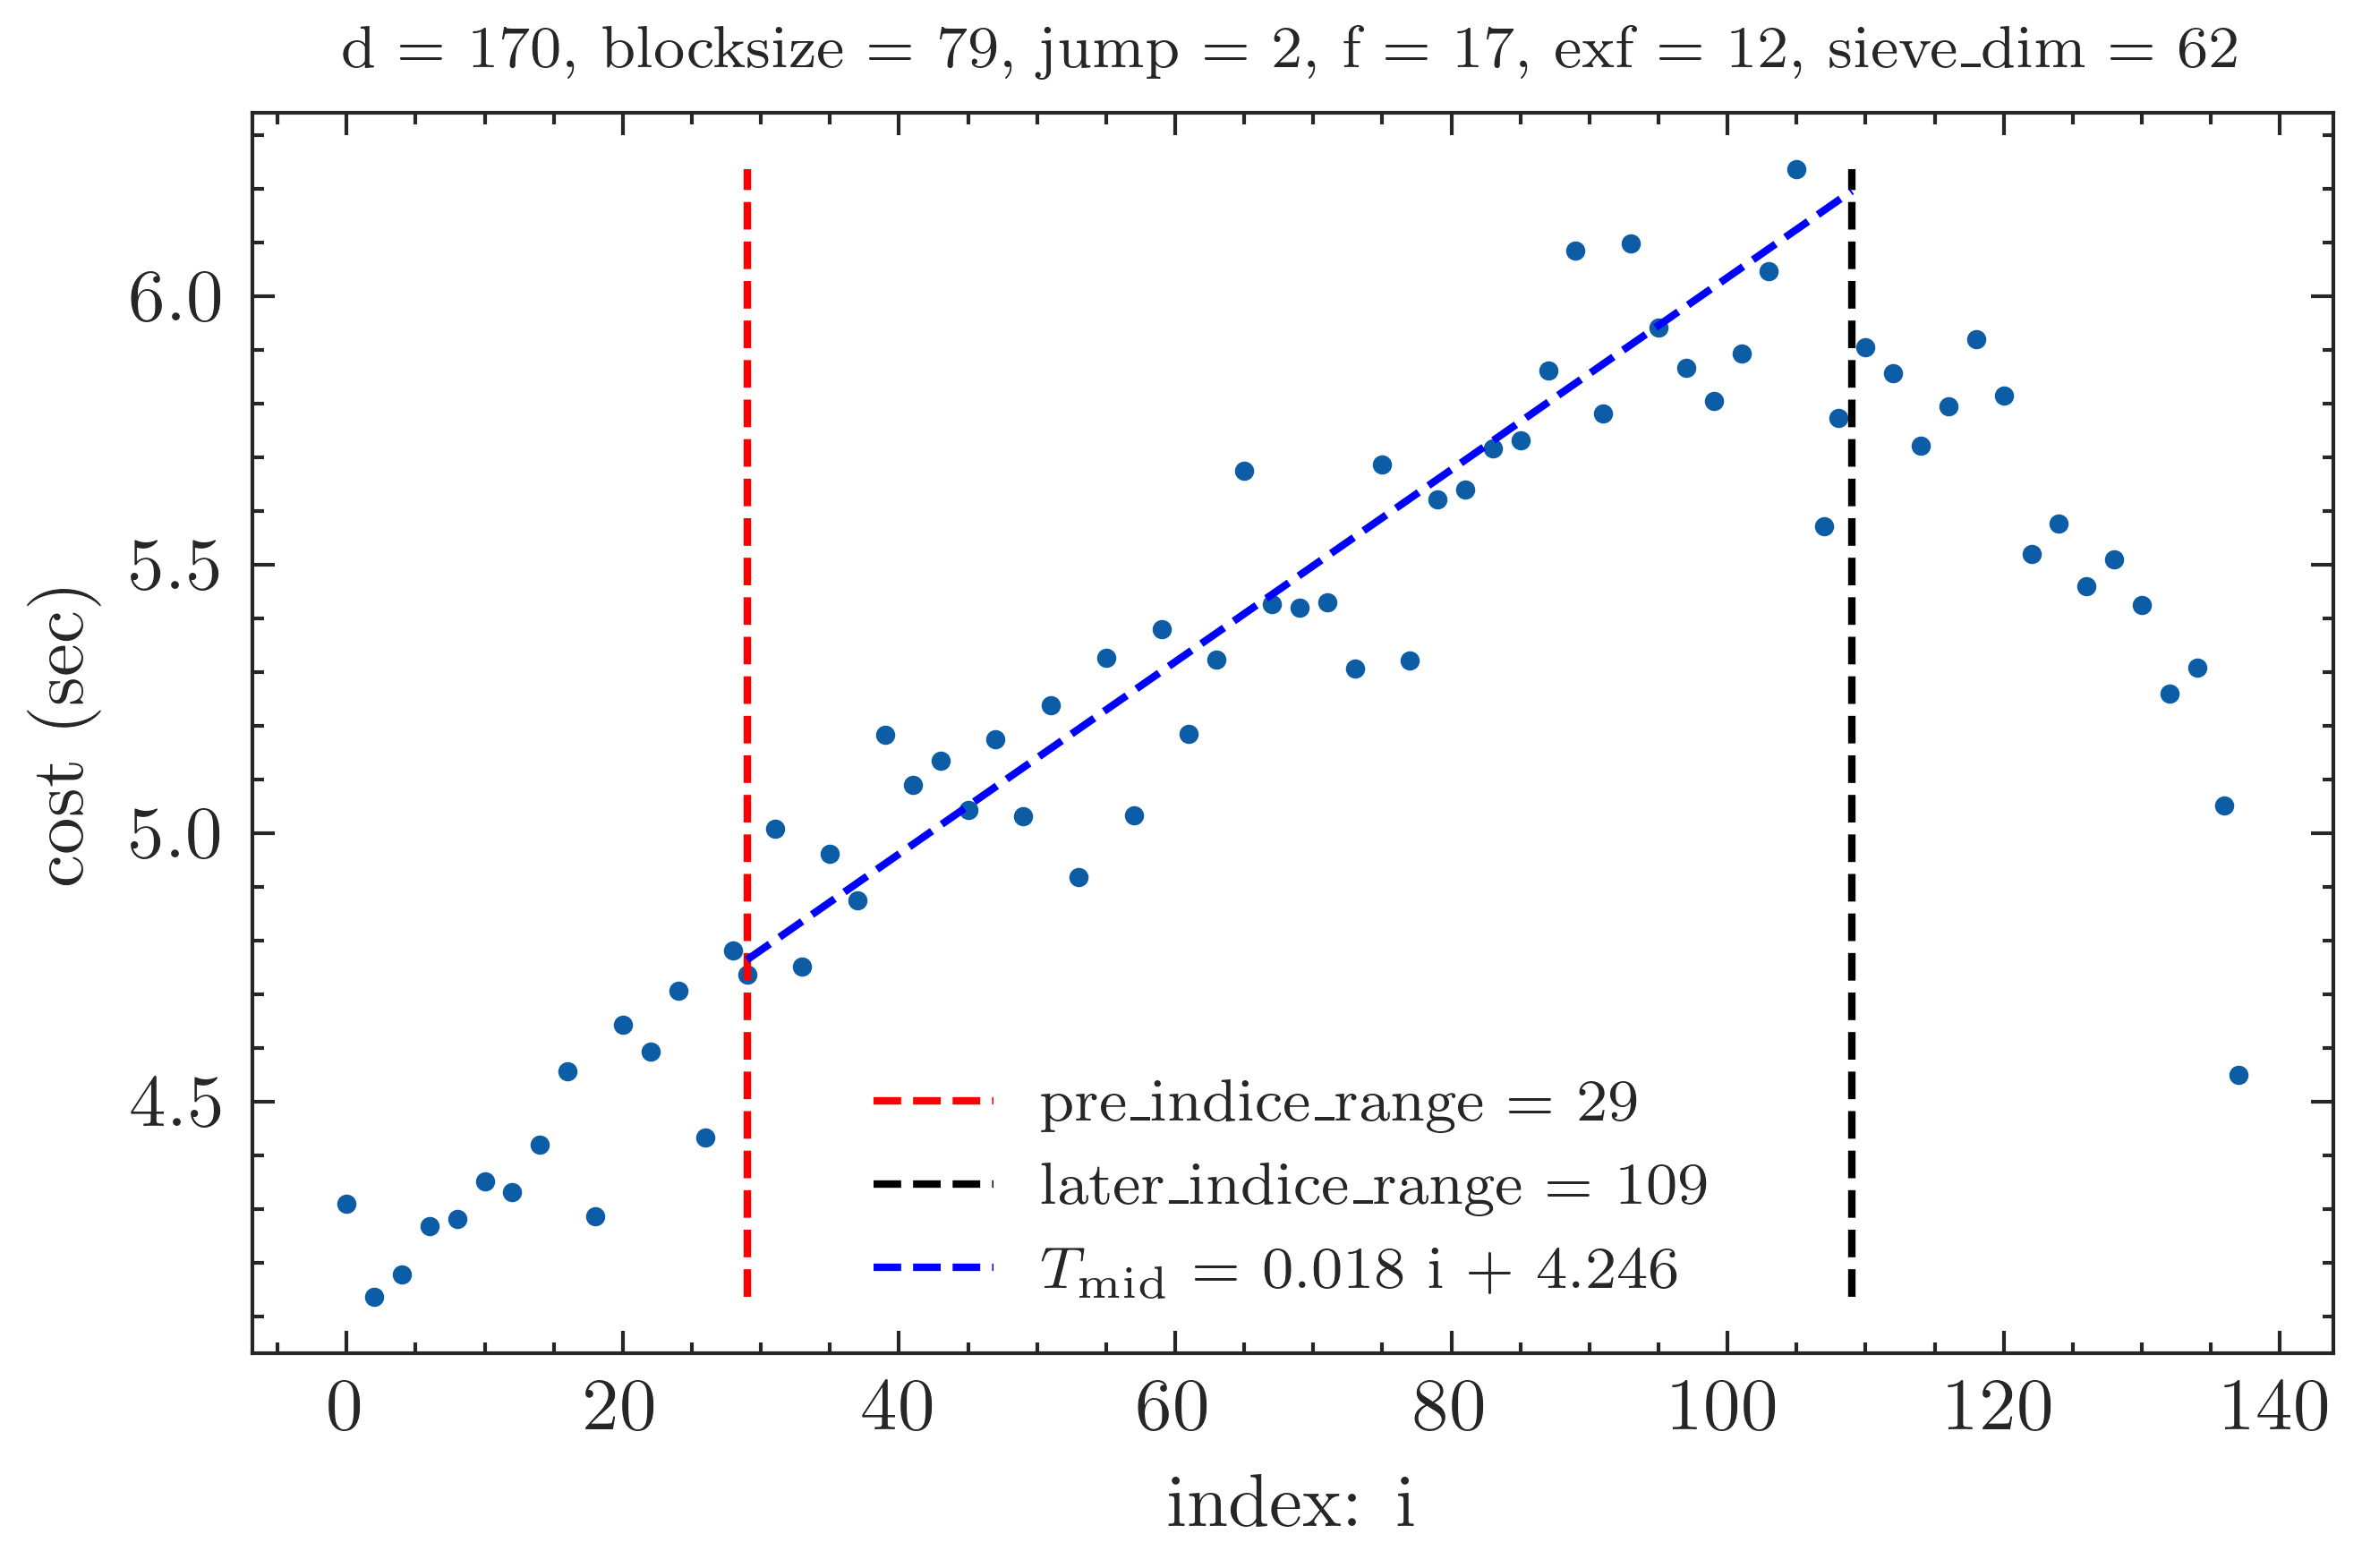 d = 170, blocksize = 79, jump = 2, f = 17, exf = 12, sieve_dim = 62
cost (sec)
6.0
5.5
5.0
4.5
pre_indice_range = 29
later_indice_range = 109
T_mid = 0.018 i + 4.246
0 20 40 60 80 100 120 140
index: i